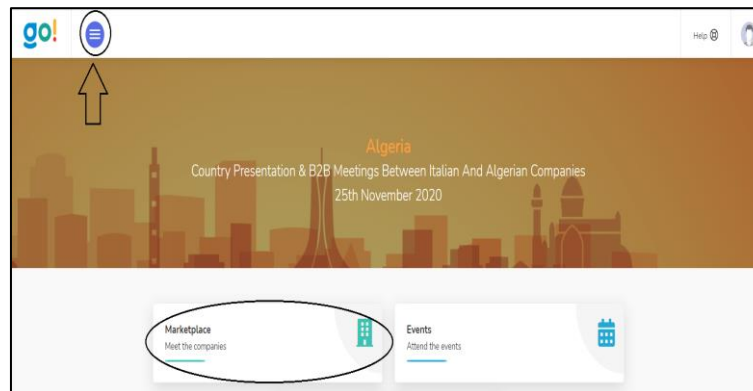 go!
Help
Algeria
Country Presentation & B2B Meetings Between Italian And Algerian Companies
25th November 2020
Marketplace
Meet the companies
Events
Attend the events